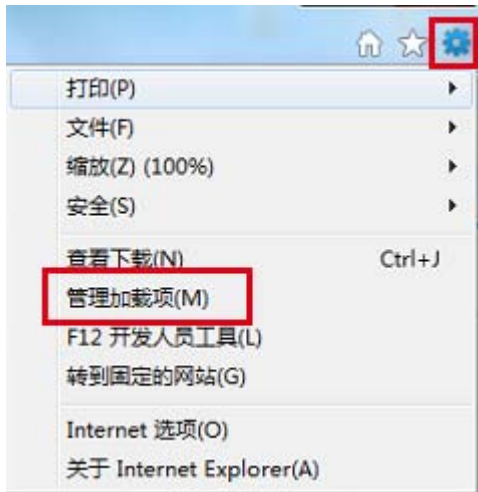 打印(P)
文件(F)
缩放(Z) (100%)
安全(S)
查看下载(N) Ctrl+J
管理加载项(M)
F12 开发人员工具(L)
转到固定的网站(G)
Internet 选项(O)
关于 Internet Explorer(A)